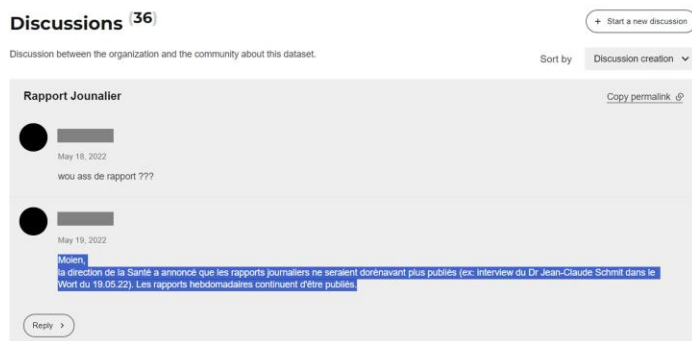 Discussions (36)
+ Start a new discussion
Discussion between the organization and the community about this dataset.
Sort by Discussion creation
Rapport Jounalier
Copy permalink
May 18, 2022
wou ass de rapport ???
May 19, 2022
Moien,
la direction de la Santé a annoncé que les rapports journaliers ne seraient dorénavant plus publiés (ex: interview du Dr Jean-Claude Schmit dans le
Wort du 19.05.22). Les rapports hebdomadaires continuent d'être publiés.
Reply >